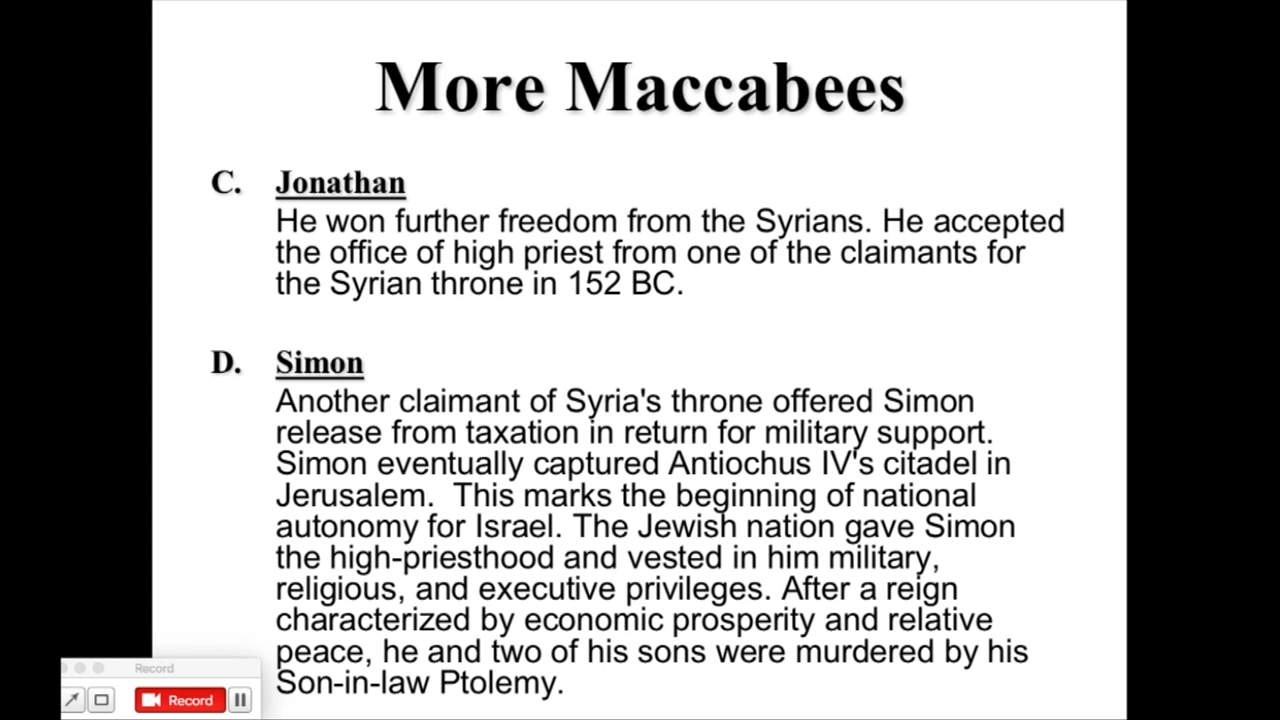 More Maccabees
C. Jonathan
He won further freedom from the Syrians. He accepted
the office of high priest from one of the claimants for
the Syrian throne in 152 BC.
D. Simon
Another claimant of Syria's throne offered Simon
release from taxation in return for military support.
Simon eventually captured Antiochus IV's citadel in
Jerusalem.  This marks the beginning of national
autonomy for Israel. The Jewish nation gave Simon
the high-priesthood and vested in him military,
religious, and executive privileges. After a reign
characterized by economic prosperity and relative
peace, he and two of his sons were murdered by his
Son-in-law Ptolemy.
Record
Record